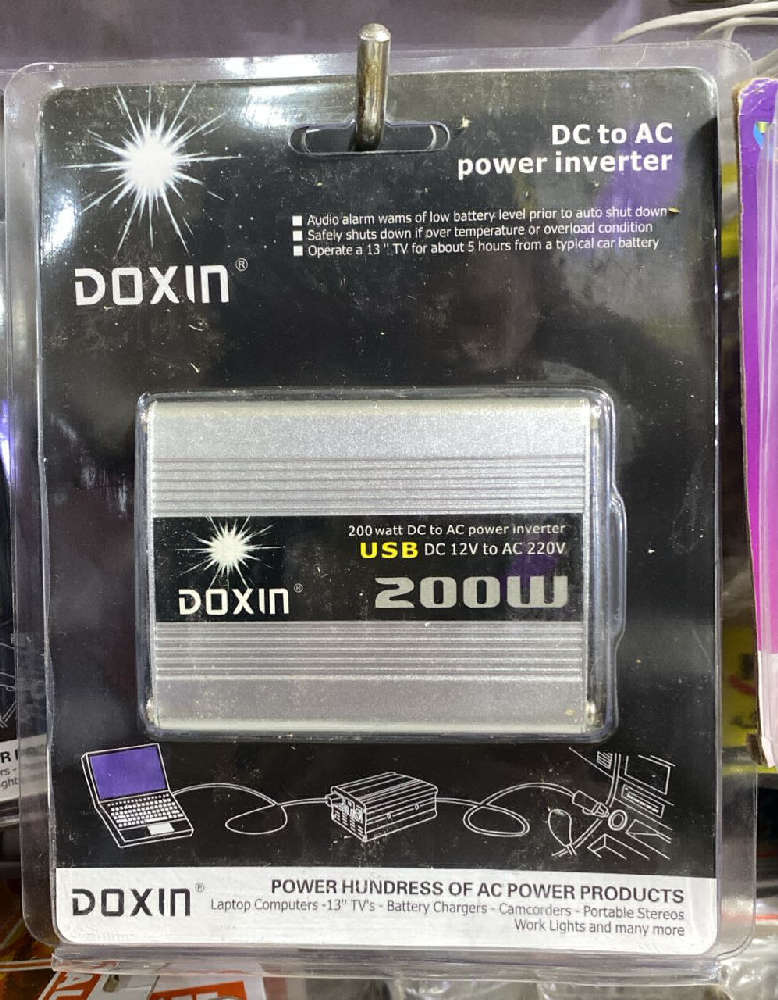 DC to AC
power inverter
Audio alarm warns of low battery level prior to auto shut down
Safely shuts down if over temperature or overload condition
Operate a 13" TV for about 5 hours from a typical car battery
DOXIN®
200 watt DC to AC power inverter
USB DC 12V to AC 220V
DOXIN® 200W
DOXIN®
POWER HUNDRESS OF AC POWER PRODUCTS
Laptop Computers -13" TV's - Battery Chargers - Camcorders - Portable Stereos
Work Lights and many more